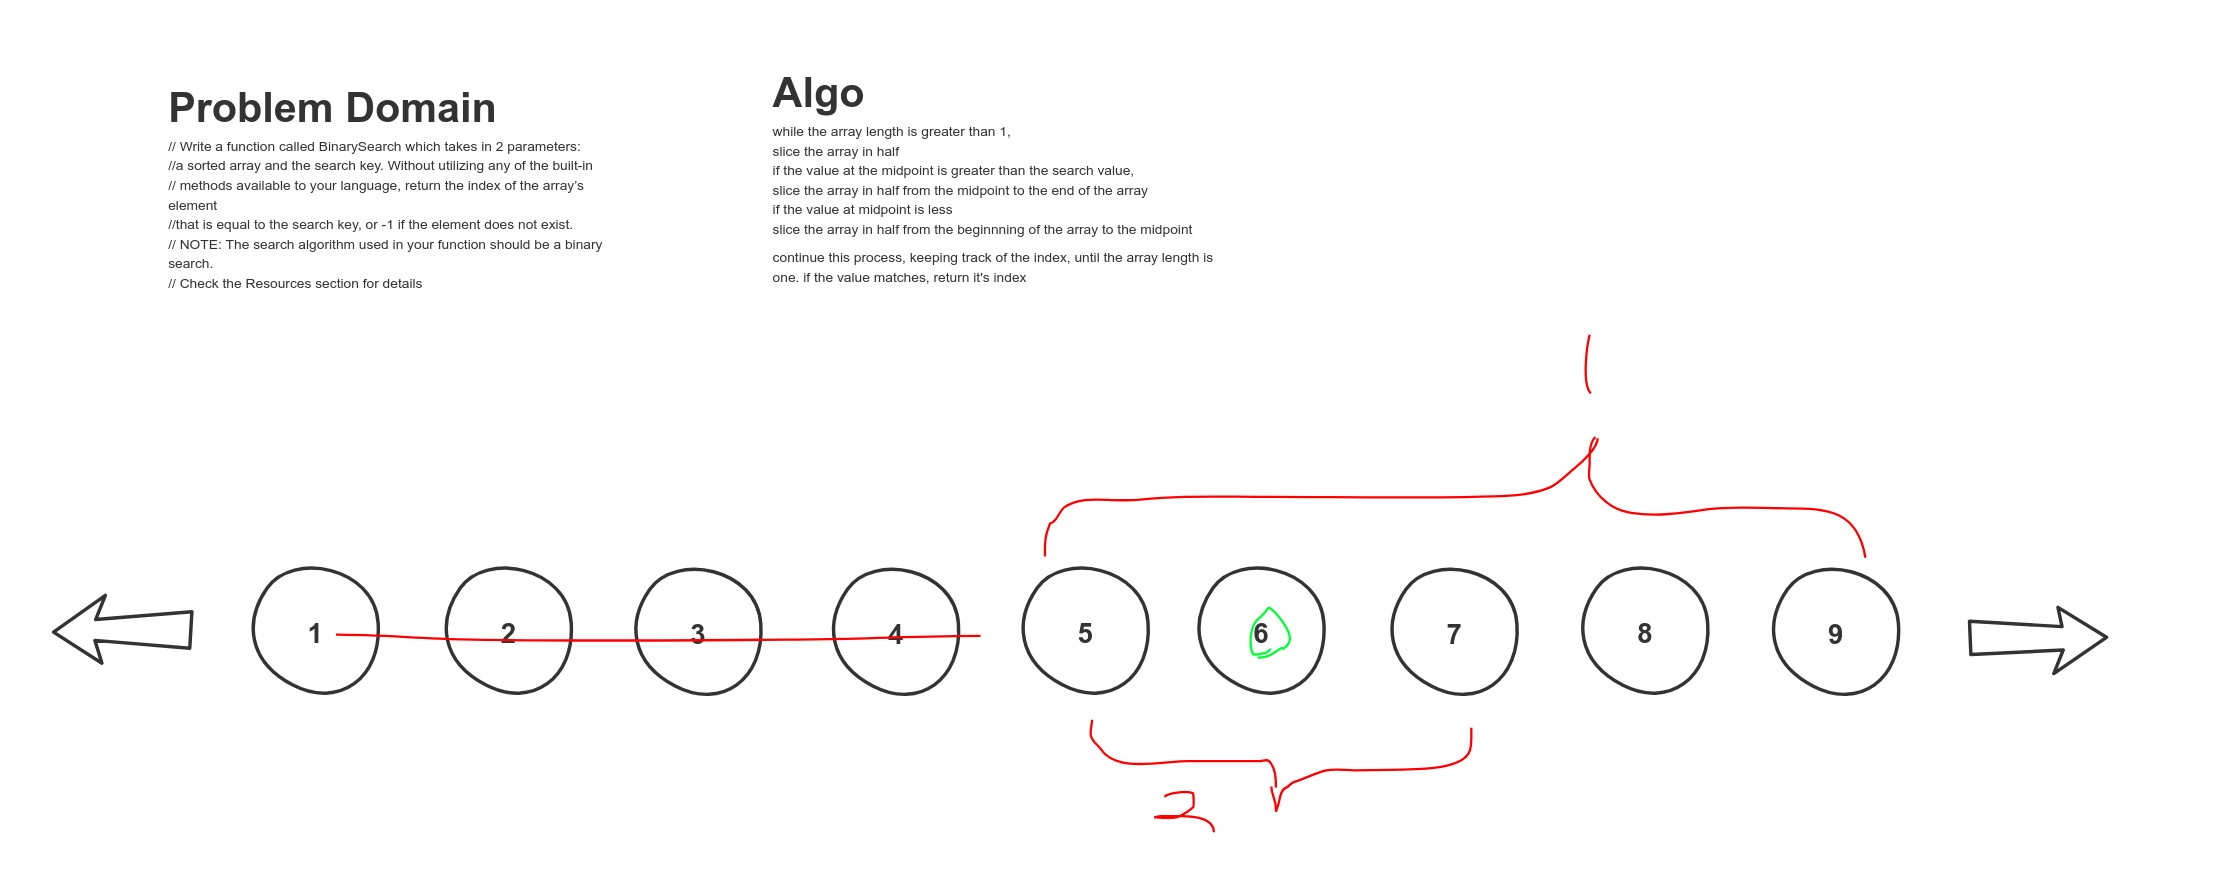 Problem Domain
// Write a function called BinarySearch which takes in 2 parameters:
//a sorted array and the search key. Without utilizing any of the built-in
// methods available to your language, return the index of the array's
element
//that is equal to the search key, or -1 if the element does not exist.
// NOTE: The search algorithm used in your function should be a binary
search.
// Check the Resources section for details
Algo
while the array length is greater than 1,
slice the array in half
if the value at the midpoint is greater than the search value,
slice the array in half from the midpoint to the end of the array
if the value at midpoint is less
slice the array in half from the beginnning of the array to the midpoint
continue this process, keeping track of the index, until the array length is
one. if the value matches, return it's index
1
1 2 3 4 5 6 7 8 9
2